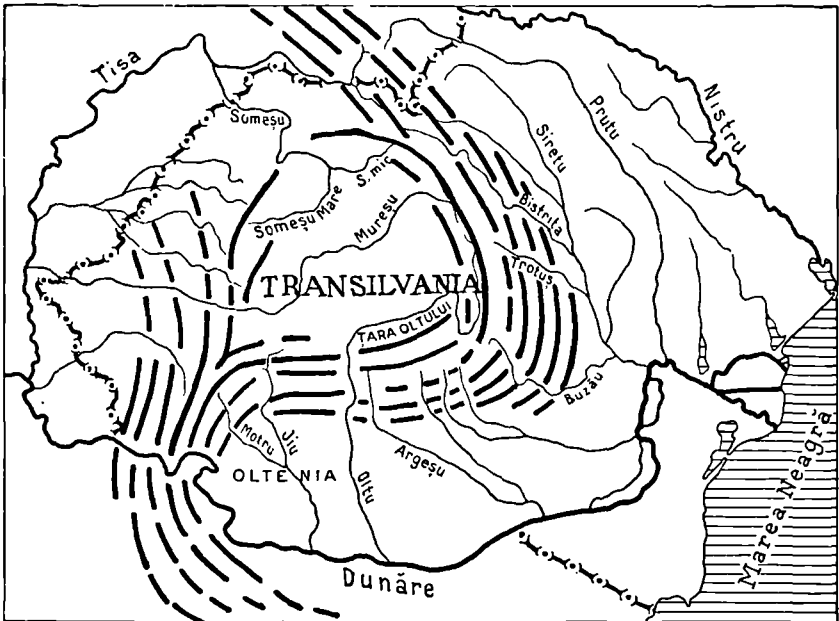 Tisa
Nistru
Someșu
Prutu
Siretu
S. mic
Someșu Mare
Mureșu
Bistrița
Trotuș
TRANSILVANIA
ȚARA OLTULUI
Buzău
Motru
Jiu
OLTENIA
Oltu
Argeșu
Dunăre
Marea Neagră